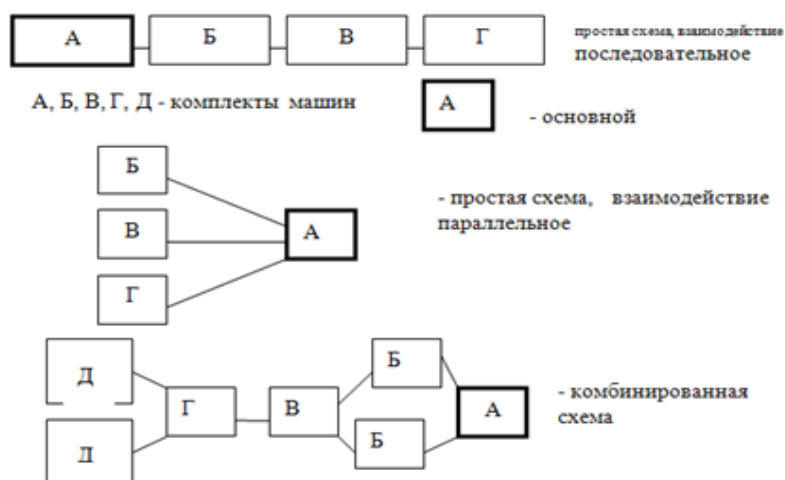 А Б В Г
простая схема, взаимодействие
последовательное
А, Б, В, Г, Д - комплекты машин
А
- основной
Б
- простая схема, взаимодействие
параллельное
В
А
Г
Д
Б
Г
В
- комбинированная
схема
А
Б
Д